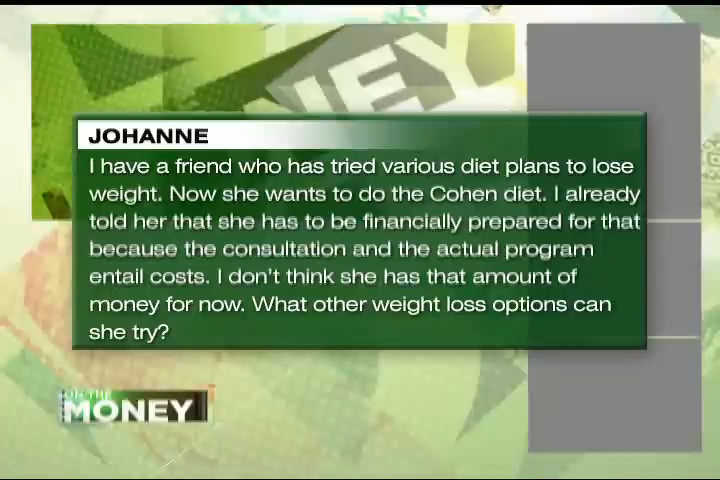 NEY
JOHANNE
I have a friend who has tried various diet plans to lose
weight. Now she wants to do the Cohen diet. I already
told her that she has to be financially prepared for that
because the consultation and the actual program
entail costs. I don't think she has that amount of
money for now. What other weight loss options can
she try?
ON THE
MONEY